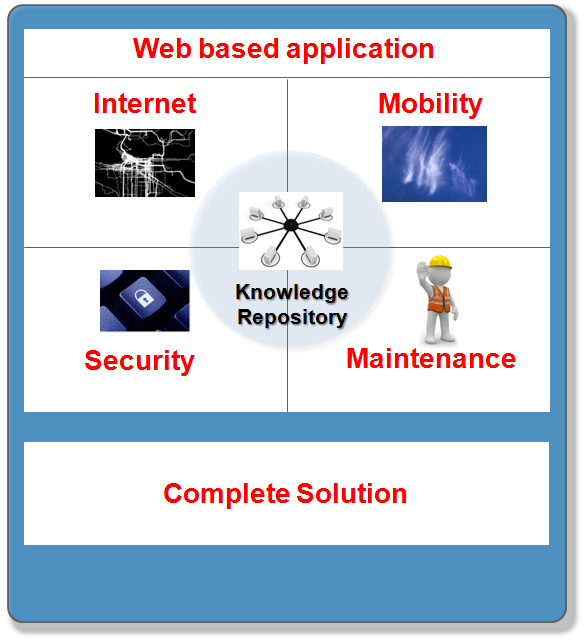 Web based application
Internet
Mobility
Knowledge
Repository
Security
Maintenance
Complete Solution